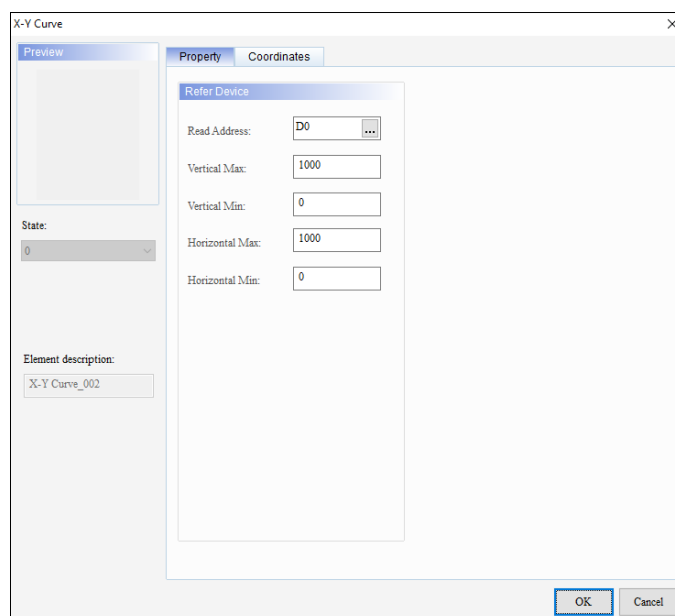 X-Y Curve
Preview
Property Coordinates
Refer Device
Read Address: D0 ...
Vertical Max: 1000
Vertical Min: 0
State:
0
Horizontal Max: 1000
Horizontal Min: 0
Element description:
X-Y Curve_002
OK Cancel